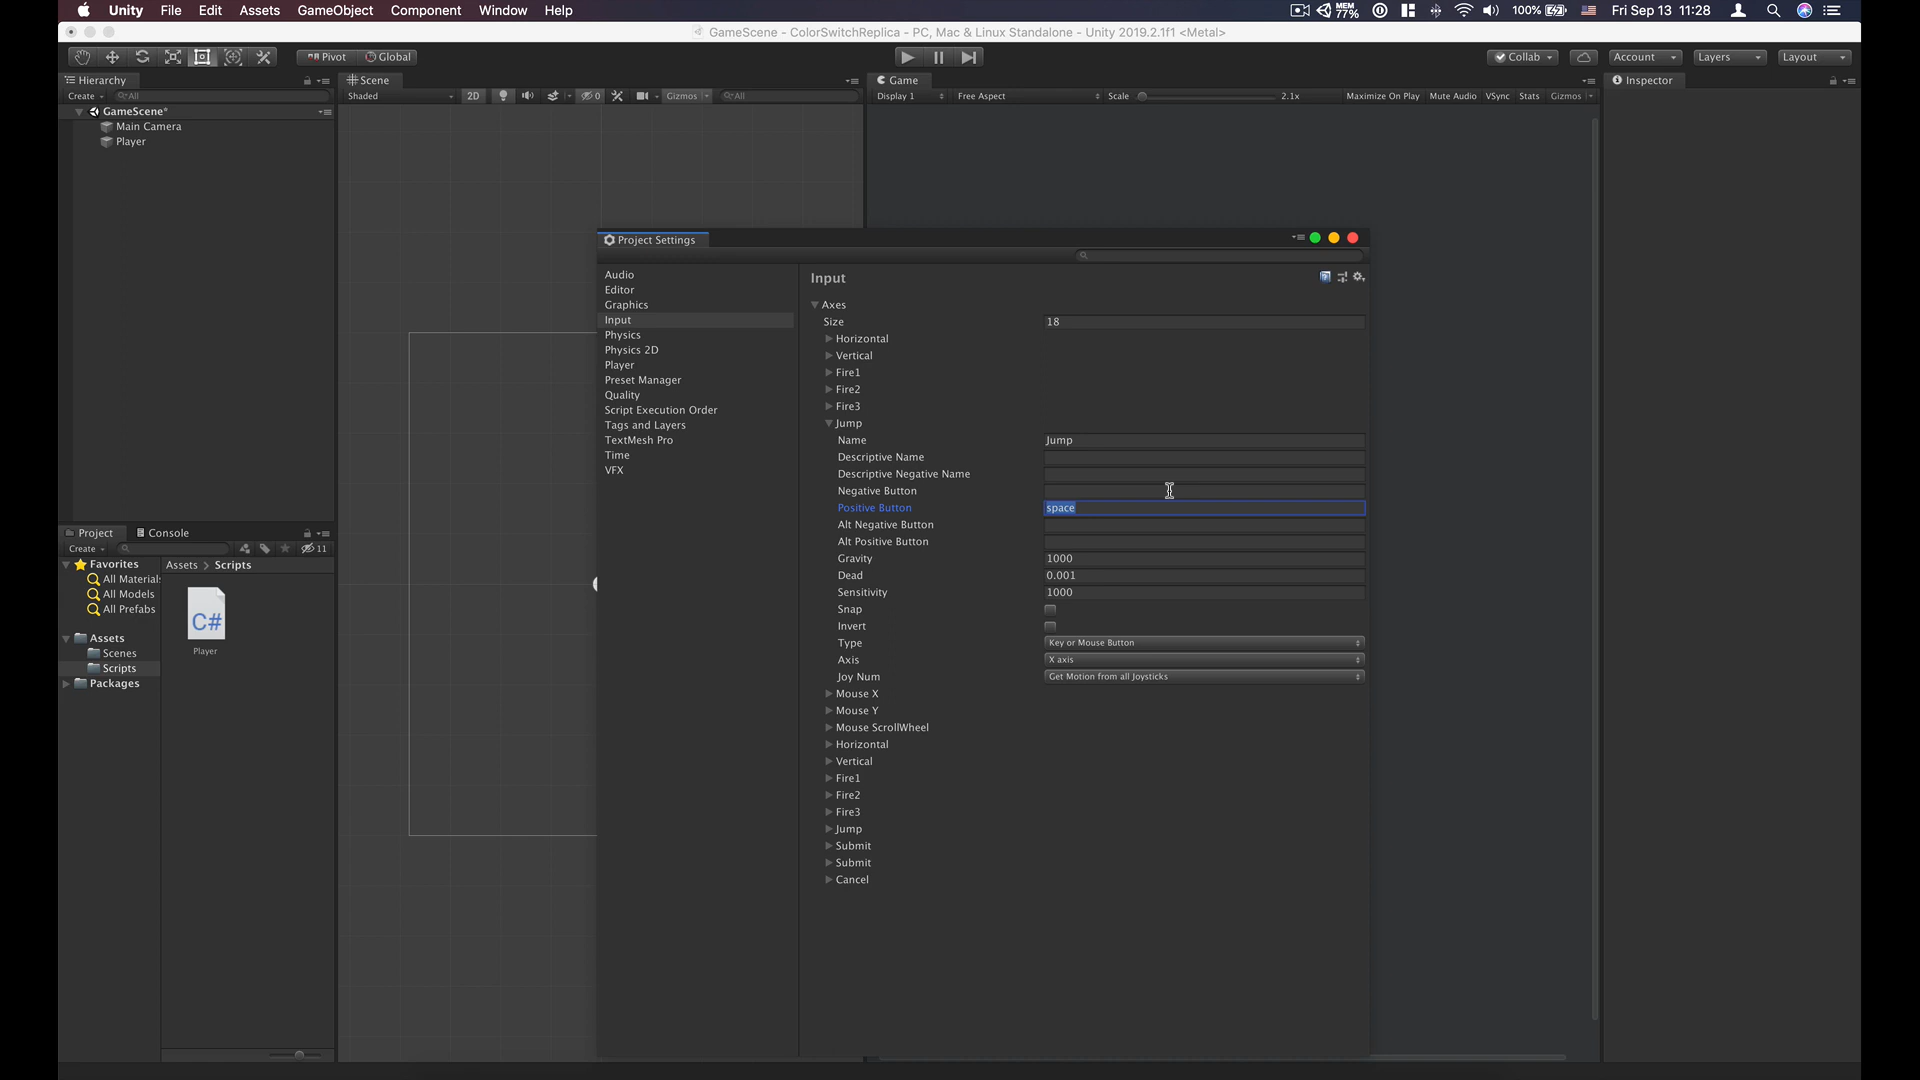 Unity File Edit Assets GameObject Component Window Help MEM 77% 100% Fri Sep 13 11:28
GameScene - ColorSwitchReplica - PC, Mac & Linux Standalone - Unity 2019.2.1f1 <Metal>
Pivot Global Collab Account Layers Layout
Hierarchy Scene Game Inspector
Create All Shaded 2D 0 Gizmos All Display 1 Free Aspect Scale 2.1x Maximize On Play Mute Audio VSync Stats Gizmos
GameScene*
Main Camera
Player
Project Settings
Audio
Editor
Graphics
Input
Physics
Physics 2D
Player
Preset Manager
Quality
Script Execution Order
Tags and Layers
TextMesh Pro
Time
VFX
Input
Axes
Size 18
Horizontal
Vertical
Fire1
Fire2
Fire3
Jump
Name Jump
Descriptive Name
Descriptive Negative Name
Negative Button
Positive Button space
Alt Negative Button
Alt Positive Button
Gravity 1000
Dead 0.001
Sensitivity 1000
Snap
Invert
Type Key or Mouse Button
Axis X axis
Joy Num Get Motion from all Joysticks
Mouse X
Mouse Y
Mouse ScrollWheel
Horizontal
Vertical
Fire1
Fire2
Fire3
Jump
Submit
Submit
Cancel
Project Console
Create 11
Favorites Assets > Scripts
All Materials
All Models
All Prefabs
Assets
Scenes
Scripts
Packages
C#
Player